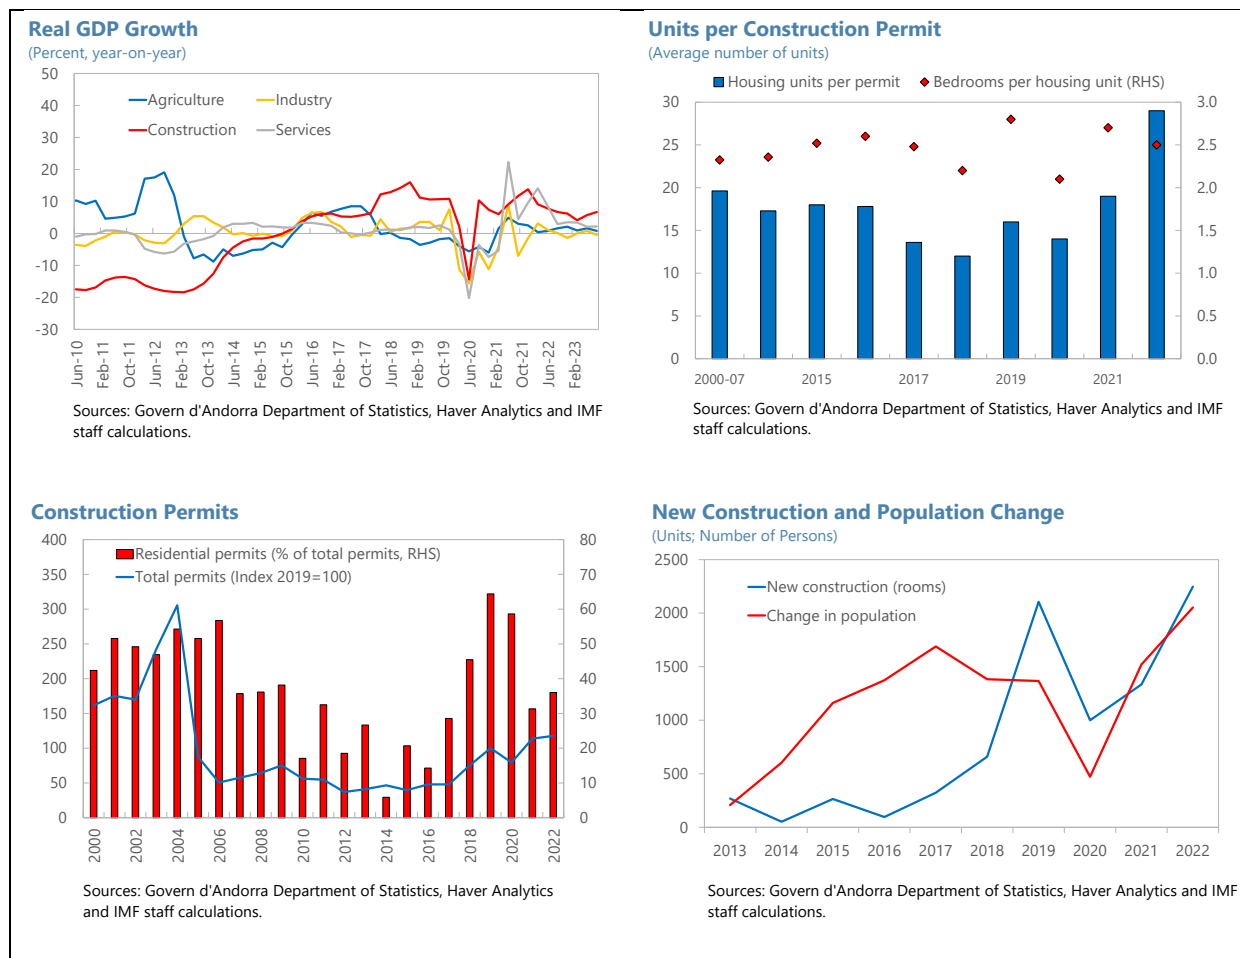 Real GDP Growth
(Percent, year-on-year)
50
40
30
20
10
0
-10
-20
-30
Agriculture
Industry
Construction
Services
Jun-10
Feb-11
Oct-11
Jun-12
Feb-13
Oct-13
Jun-14
Feb-15
Oct-15
Jun-16
Feb-17
Oct-17
Jun-18
Feb-19
Oct-19
Jun-20
Feb-21
Oct-21
Jun-22
Feb-23
Sources: Govern d'Andorra Department of Statistics, Haver Analytics and IMF
staff calculations.
Units per Construction Permit
(Average number of units)
Housing units per permit
Bedrooms per housing unit (RHS)
30
25
20
15
10
5
0
3.0
2.5
2.0
1.5
1.0
0.5
0.0
2000-07
2015
2017
2019
2021
Sources: Govern d'Andorra Department of Statistics, Haver Analytics and IMF
staff calculations.
Construction Permits
400
350
300
250
200
150
100
50
0
Residential permits (% of total permits, RHS)
Total permits (Index 2019=100)
80
70
60
50
40
30
20
10
0
2000
2002
2004
2006
2008
2010
2012
2014
2016
2018
2020
2022
Sources: Govern d'Andorra Department of Statistics, Haver Analytics
and IMF staff calculations.
New Construction and Population Change
(Units; Number of Persons)
2500
2000
1500
1000
500
0
New construction (rooms)
Change in population
2013
2014
2015
2016
2017
2018
2019
2020
2021
2022
Sources: Govern d'Andorra Department of Statistics, Haver Analytics and IMF
staff calculations.